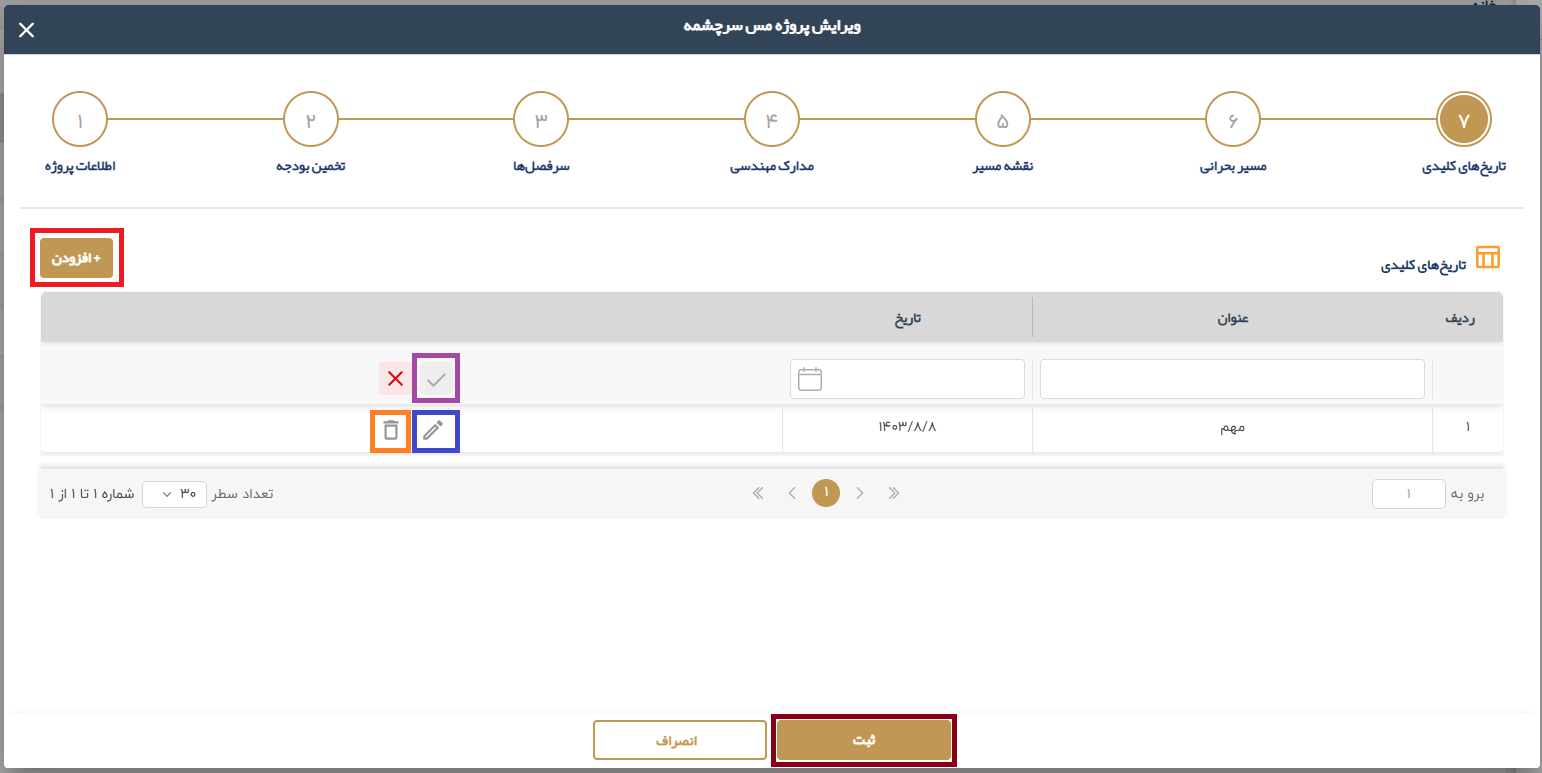 ویرایش پروژه مس سرچشمه
۷ ۶ ۵ ۴ ۳ ۲ ۱
تاریخ‌های کلیدی مسیر بحرانی نقشه مسیر مدارک مهندسی سرفصل‌ها تخمین بودجه اطلاعات پروژه
تاریخ‌های کلیدی
+ افزودن
ردیف عنوان تاریخ
۱ مهم ۱۴۰۳/۸/۸
برو به ۱ ۱ تعداد سطر ۳۰ شماره ۱ تا ۱ از ۱
ثبت انصراف